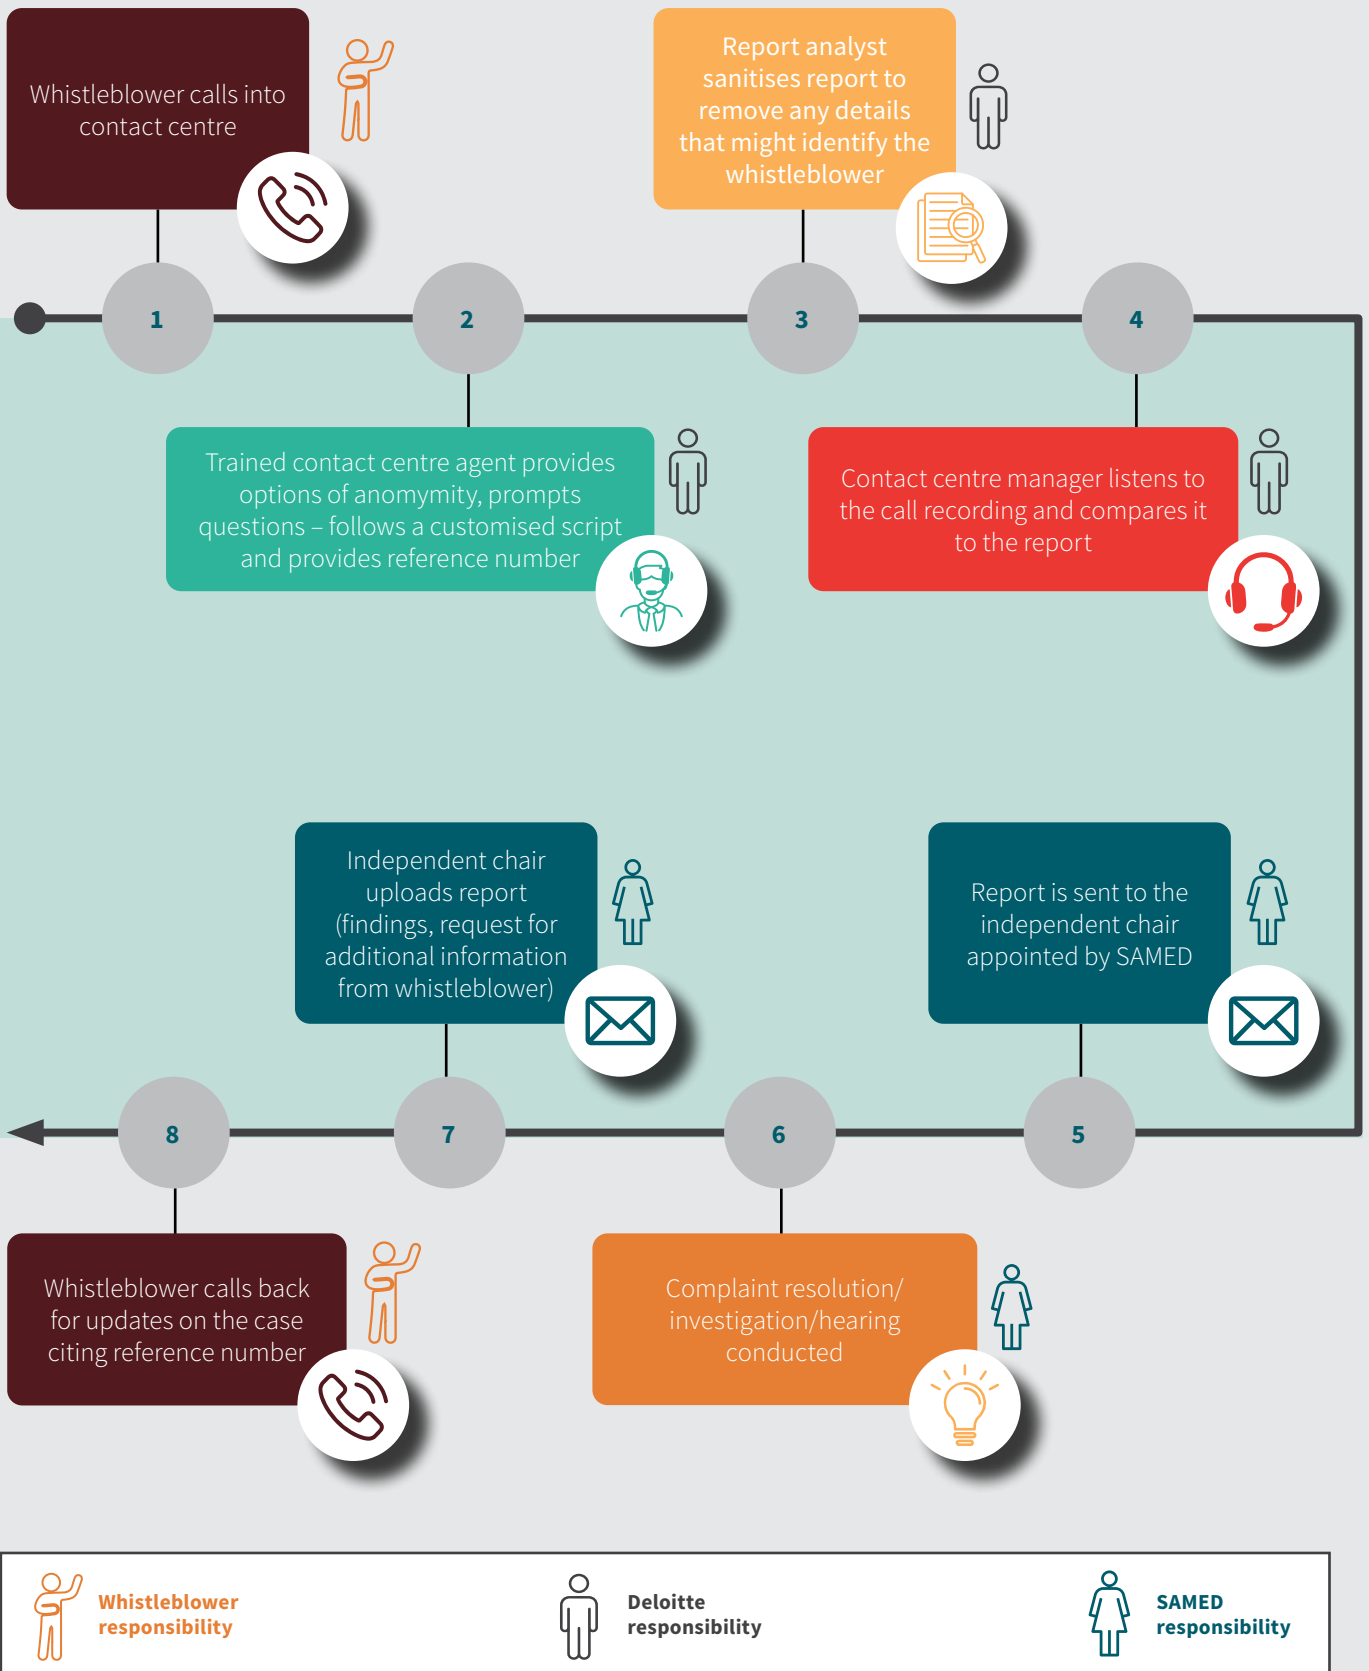 Whistleblower calls into
contact centre
Report analyst
sanitises report to
remove any details
that might identify the
whistleblower
1
2
3
4
Trained contact centre agent provides
options of anomymity, prompts
questions – follows a customised script
and provides reference number
Contact centre manager listens to
the call recording and compares it
to the report
Independent chair
uploads report
(findings, request for
additional information
from whistleblower)
Report is sent to the
independent chair
appointed by SAMED
8
7
6
5
Whistleblower calls back
for updates on the case
citing reference number
Complaint resolution/
investigation/hearing
conducted
Whistleblower
responsibility
Deloitte
responsibility
SAMED
responsibility